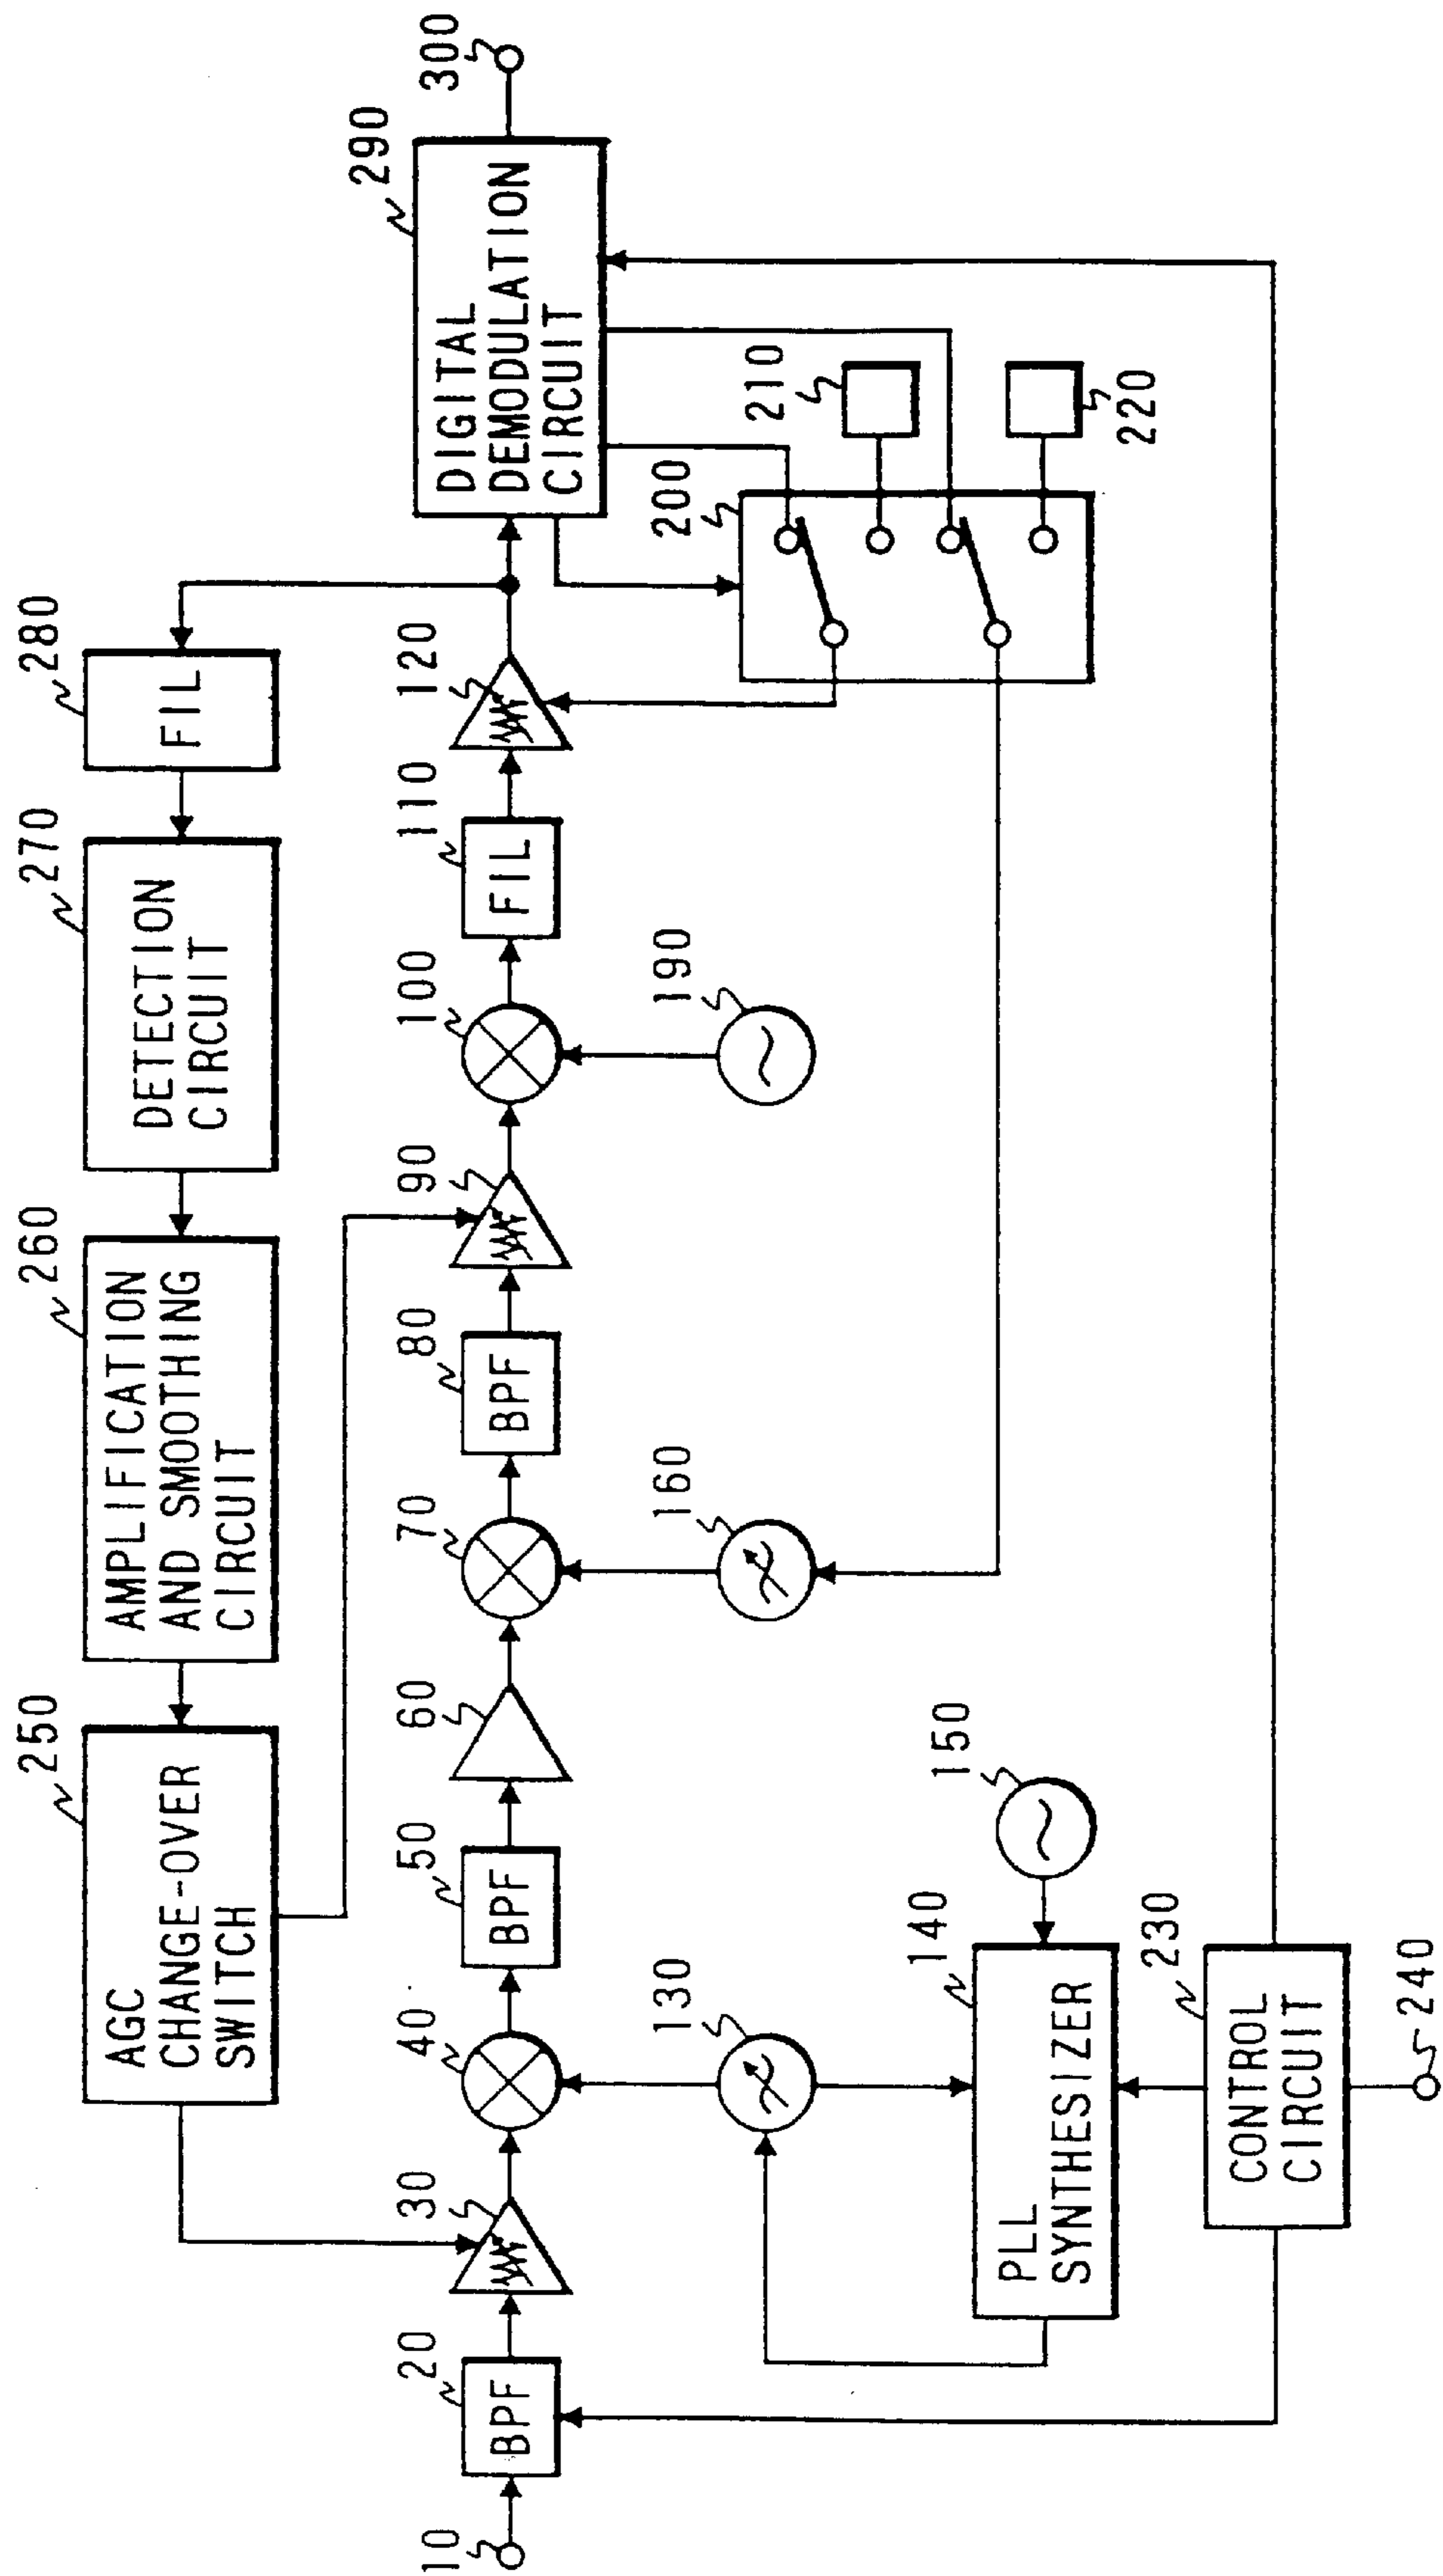 280
FIL
270
DETECTION
CIRCUIT
260
AMPLIFICATION
AND SMOOTHING
CIRCUIT
250
AGC
CHANGE-OVER
SWITCH
10
20
BPF
30
40
50
BPF
60
70
80
BPF
90
100
110
FIL
120
290
DIGITAL
DEMODULATION
CIRCUIT
300
130
160
190
200
210
220
140
PLL
SYNTHESIZER
150
230
CONTROL
CIRCUIT
240